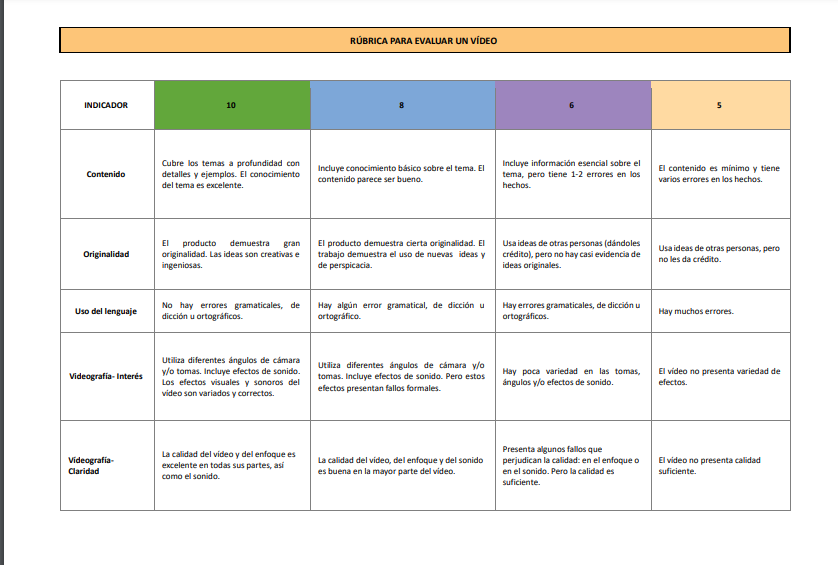 RÚBRICA PARA EVALUAR UN VÍDEO
INDICADOR
10
8
6
5
Contenido
Cubre los temas a profundidad con
detalles y ejemplos. El conocimiento
del tema es excelente.
Incluye conocimiento básico sobre el tema. El
contenido parece ser bueno.
Incluye información esencial sobre el
tema, pero tiene 1-2 errores en los
hechos.
El contenido es mínimo y tiene
varios errores en los hechos.
Originalidad
El producto demuestra gran
originalidad. Las ideas son creativas e
ingeniosas.
El producto demuestra cierta originalidad. El
trabajo demuestra el uso de nuevas ideas y
de perspicacia.
Usa ideas de otras personas (dándoles
crédito), pero no hay casi evidencia de
ideas originales.
Usa ideas de otras personas, pero
no les da crédito.
Uso del lenguaje
No hay errores gramaticales, de
dicción u ortográficos.
Hay algún error gramatical, de dicción u
ortográfico.
Hay errores gramaticales, de dicción u
ortográficos.
Hay muchos errores.
Videografía- Interés
Utiliza diferentes ángulos de cámara
y/o tomas. Incluye efectos de sonido.
Los efectos visuales y sonoros del
vídeo son variados y correctos.
Utiliza diferentes ángulos de cámara y/o
tomas. Incluye efectos de sonido. Pero estos
efectos presentan fallos formales.
Hay poca variedad en las tomas,
ángulos y/o efectos de sonido.
El vídeo no presenta variedad de
efectos.
Vídeografía-
Claridad
La calidad del vídeo y del enfoque es
excelente en todas sus partes, así
como el sonido.
La calidad del vídeo, del enfoque y del sonido
es buena en la mayor parte del vídeo.
Presenta algunos fallos que
perjudican la calidad: en el enfoque o
en el sonido. Pero la calidad es
suficiente.
El vídeo no presenta calidad
suficiente.